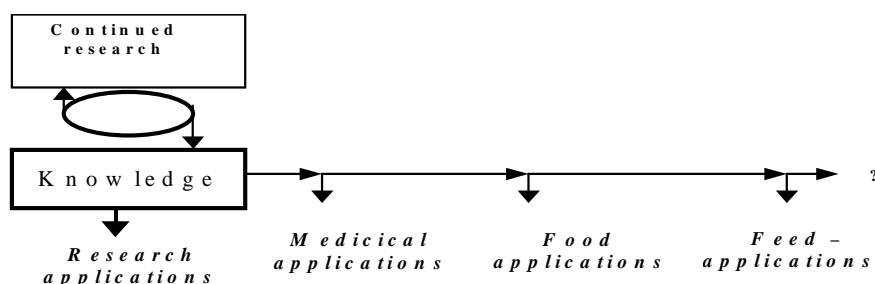 Continued
research
Knowledge
?
Research
applications
Medicical
applications
Food
applications
Feed –
applications